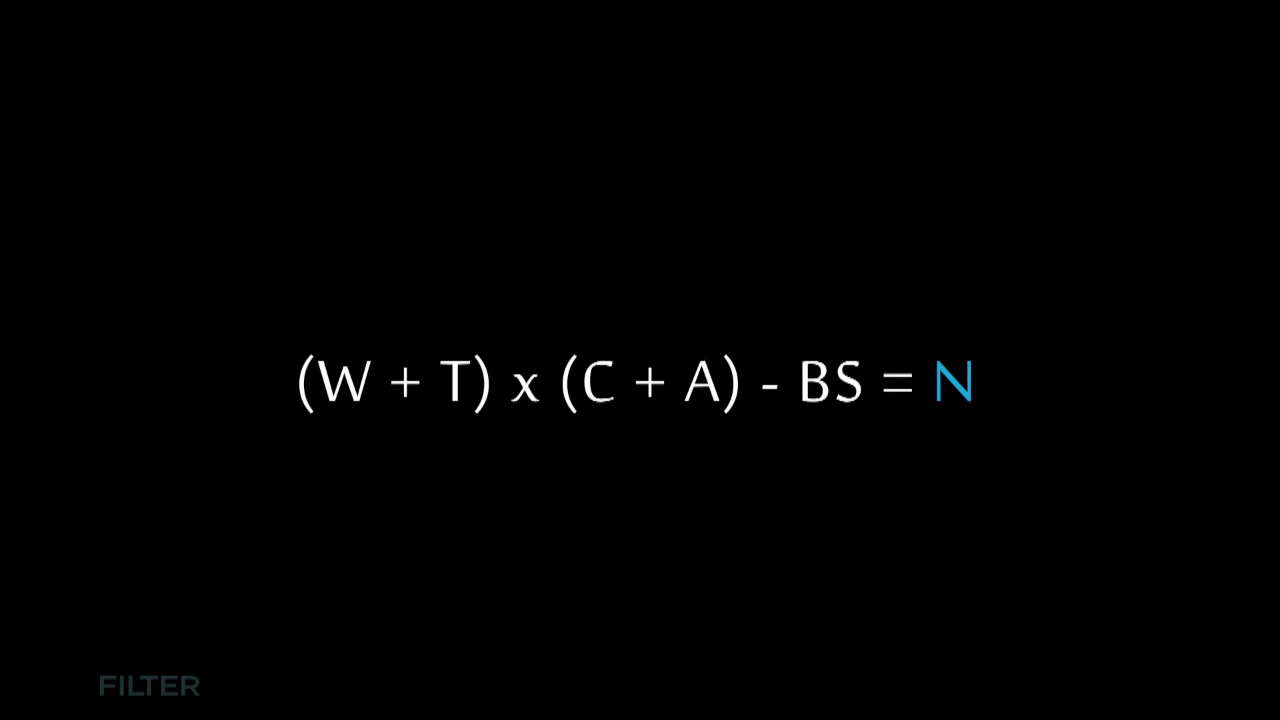 (W + T) x (C + A) - BS = N
FILTER